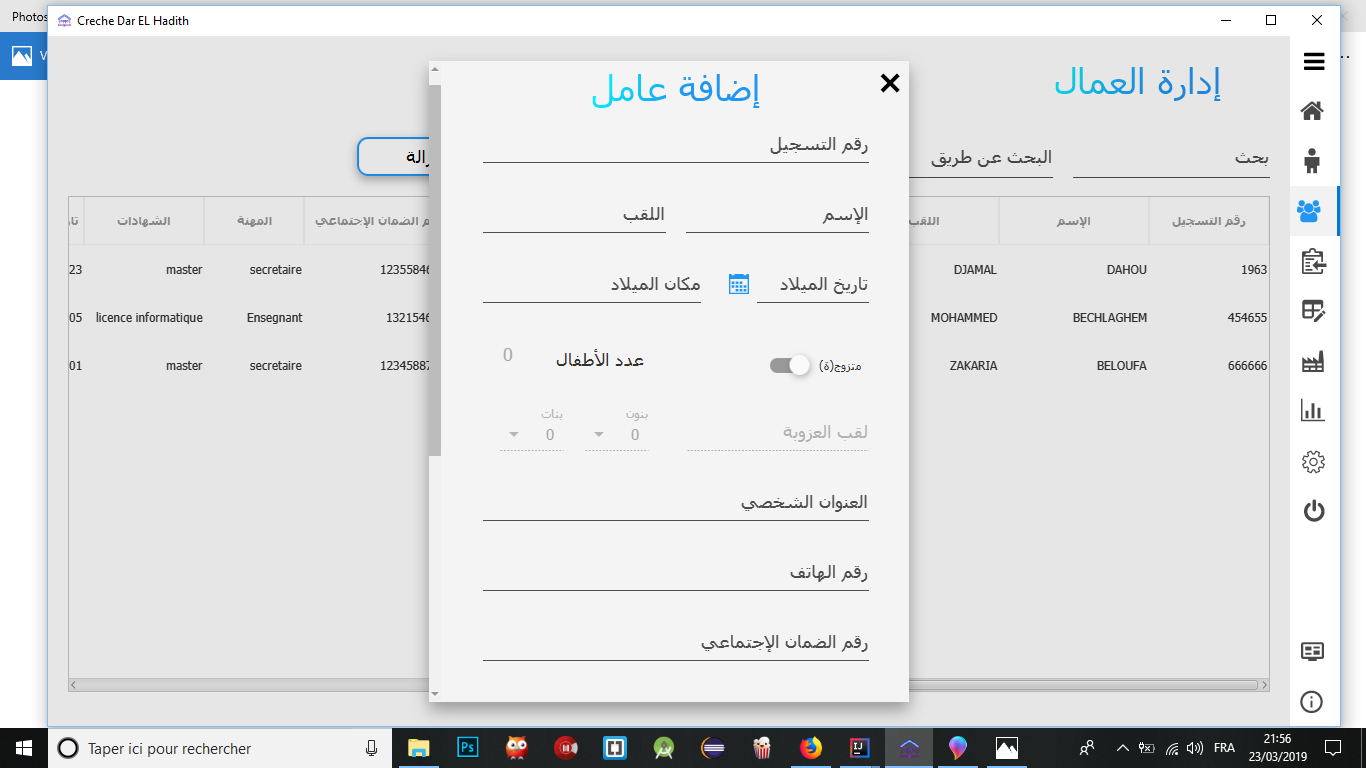 Photos
Creche Dar EL Hadith
إدارة العمال
إضافة عامل
بحث
البحث عن طريق
رقم التسجيل
الإسم
اللقب
تاريخ الميلاد
مكان الميلاد
متزوج(ة)
عدد الأطفال
0
لقب العزوبة
بنون
0
بنات
0
العنوان الشخصي
رقم الهاتف
رقم الضمان الإجتماعي
رقم التسجيل الإسم اللقب الضمان الإجتماعي المهنة الشهادات
1963 DAHOU DJAMAL 12355846 secretaire master 23
454655 BECHLAGHEM MOHAMMED 1321546 Ensegnant licence informatique 05
666666 BELOUFA ZAKARIA 12345887 secretaire master 01
Taper ici pour rechercher
FRA
21:56
23/03/2019